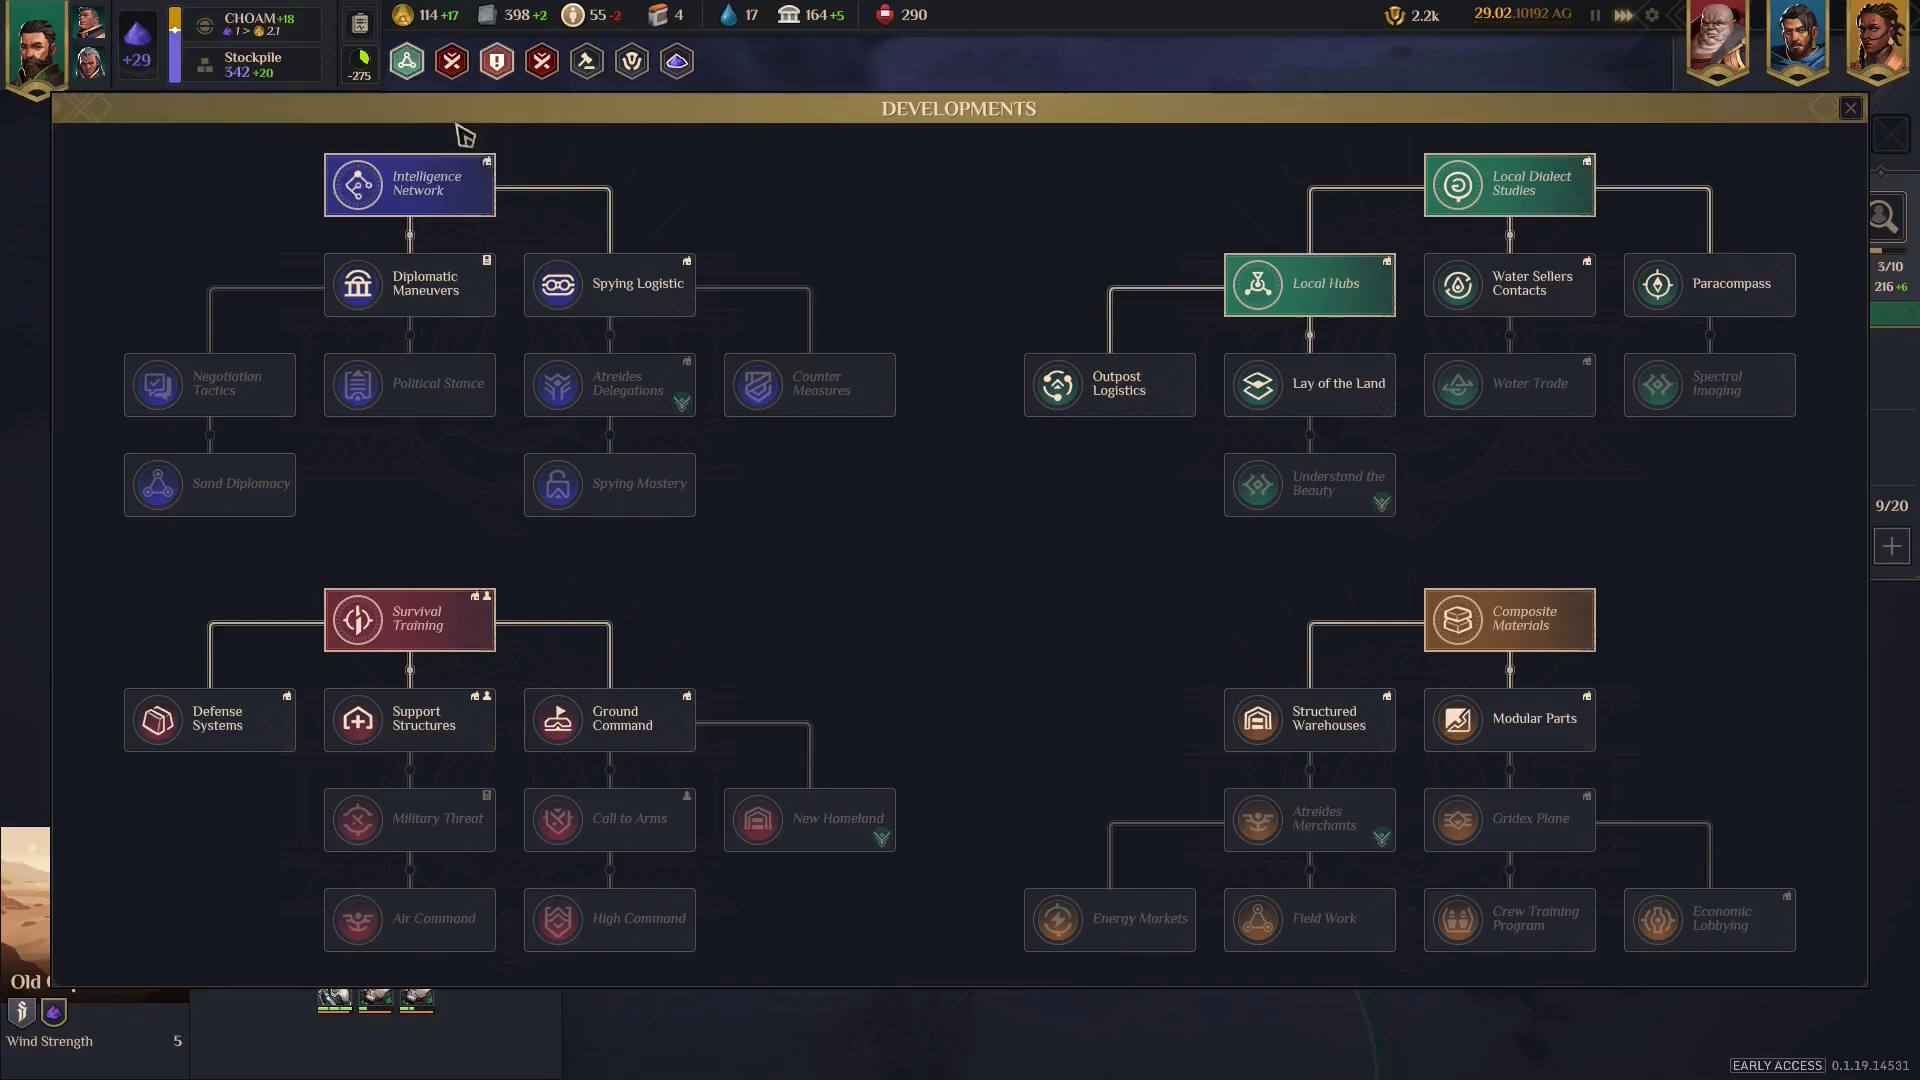 CHOAM +18
1 > 2.1
+29
Stockpile
342 +20
-275
114 +17
398 +2
55 -2
4
17
164 +5
290
2.2k
29.02.10192 AG
DEVELOPMENTS
Intelligence
Network
Local Dialect
Studies
Diplomatic
Maneuvers
Spying Logistic
Local Hubs
Water Sellers
Contacts
Paracompass
3/10
216 +6
Negotiation
Tactics
Political Stance
Atreides
Delegations
Counter
Measures
Outpost
Logistics
Lay of the Land
Water Trade
Spectral
Imaging
Sand Diplomacy
Spying Mastery
Understand the
Beauty
9/20
Survival
Training
Composite
Materials
Defense
Systems
Support
Structures
Ground
Command
Structured
Warehouses
Modular Parts
Military Threat
Call to Arms
New Homeland
Atreides
Merchants
Gridex Plane
Air Command
High Command
Energy Markets
Field Work
Crew Training
Program
Economic
Lobbying
Old
Wind Strength 5
EARLY ACCESS 0.1.19.14531